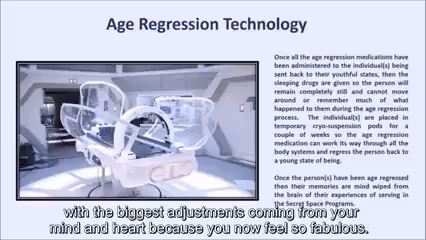 Age Regression Technology
Once all the age regression medications have
been administered to the individual(s) being
sent back to their youthful states, then the
sleeping drugs are given so the person will
remain completely still and cannot move
around or remember much of what
happened to them during the age regression
process. The individual(s) are placed in
temporary cryo-suspension pods for a
couple of weeks so the age regression
medication can work its way through all the
body systems and regress the person back to
a young state of being.
Once the person(s) have been age regressed
then their memories are mind wiped from
the brain of their experiences of serving in
the Secret Space Programs.
with the biggest adjustments coming from your
mind and heart because you now feel so fabulous.